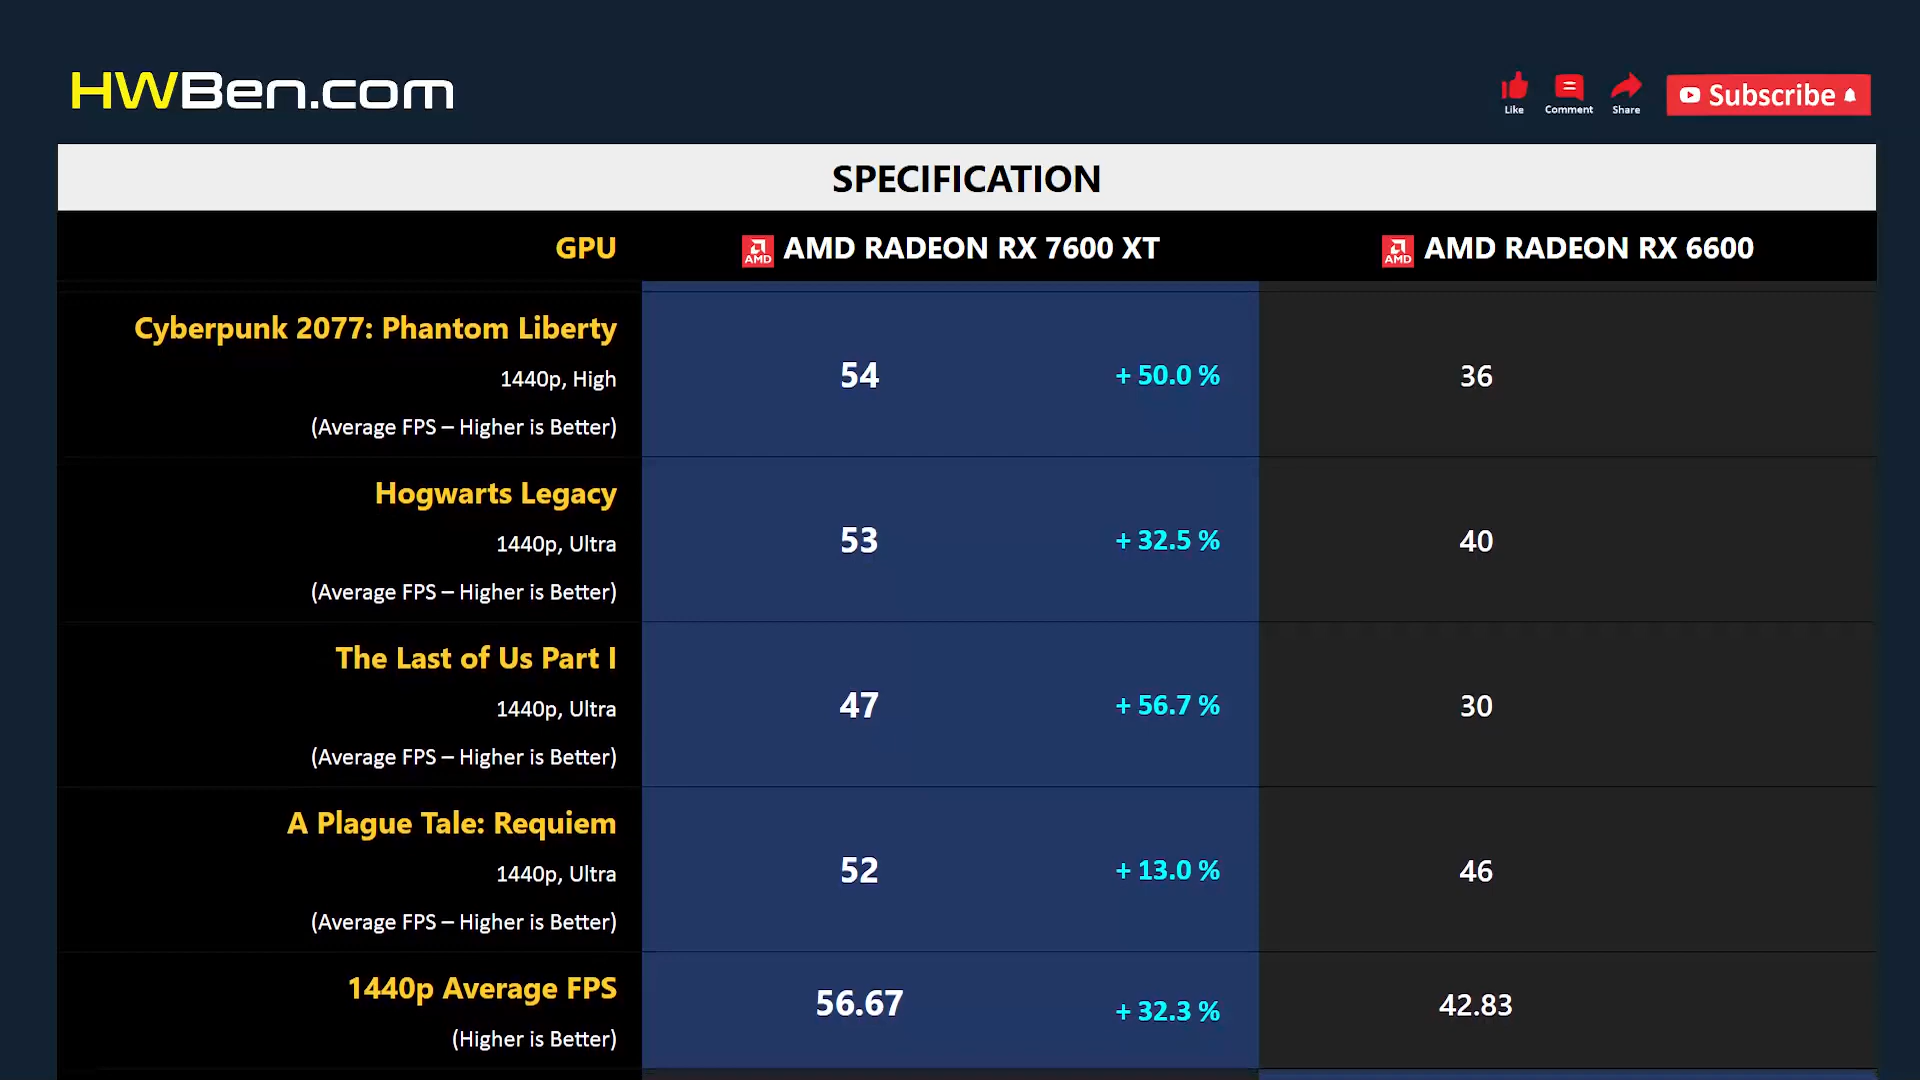 HWBen.com
Like
Comment
Share
Subscribe
SPECIFICATION
GPU
AMD AMD RADEON RX 7600 XT
AMD AMD RADEON RX 6600
Cyberpunk 2077: Phantom Liberty
1440p, High
(Average FPS – Higher is Better)
54
+ 50.0 %
36
Hogwarts Legacy
1440p, Ultra
(Average FPS – Higher is Better)
53
+ 32.5 %
40
The Last of Us Part I
1440p, Ultra
(Average FPS – Higher is Better)
47
+ 56.7 %
30
A Plague Tale: Requiem
1440p, Ultra
(Average FPS – Higher is Better)
52
+ 13.0 %
46
1440p Average FPS
(Higher is Better)
56.67
+ 32.3 %
42.83